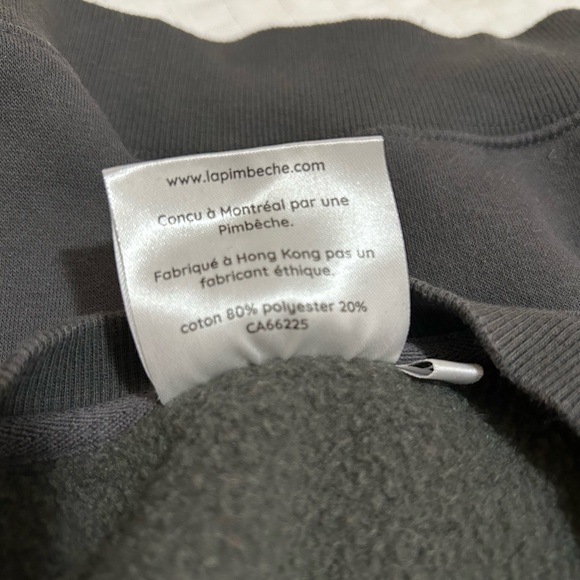 www.lapimbeche.com
Conçu à Montréal par une
Pimbêche.
Fabriqué à Hong Kong pas un
fabricant éthique.
coton 80% polyester 20%
CA66225